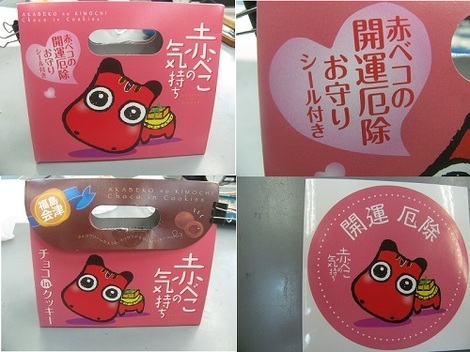 AKABEKO no KIMOCHI
Choco in Cookies
赤べこ
の
気持ち
赤ベコの
開運厄除
お守り
シール付き
赤ベコの
開運厄除
お守り
シール付き
AKABEKO no KIMOCHI
Choco in Cookies
福島
会津
チョコinクッキー
赤べこ
の
気持ち
開運 厄除
赤べこ
の
気持ち